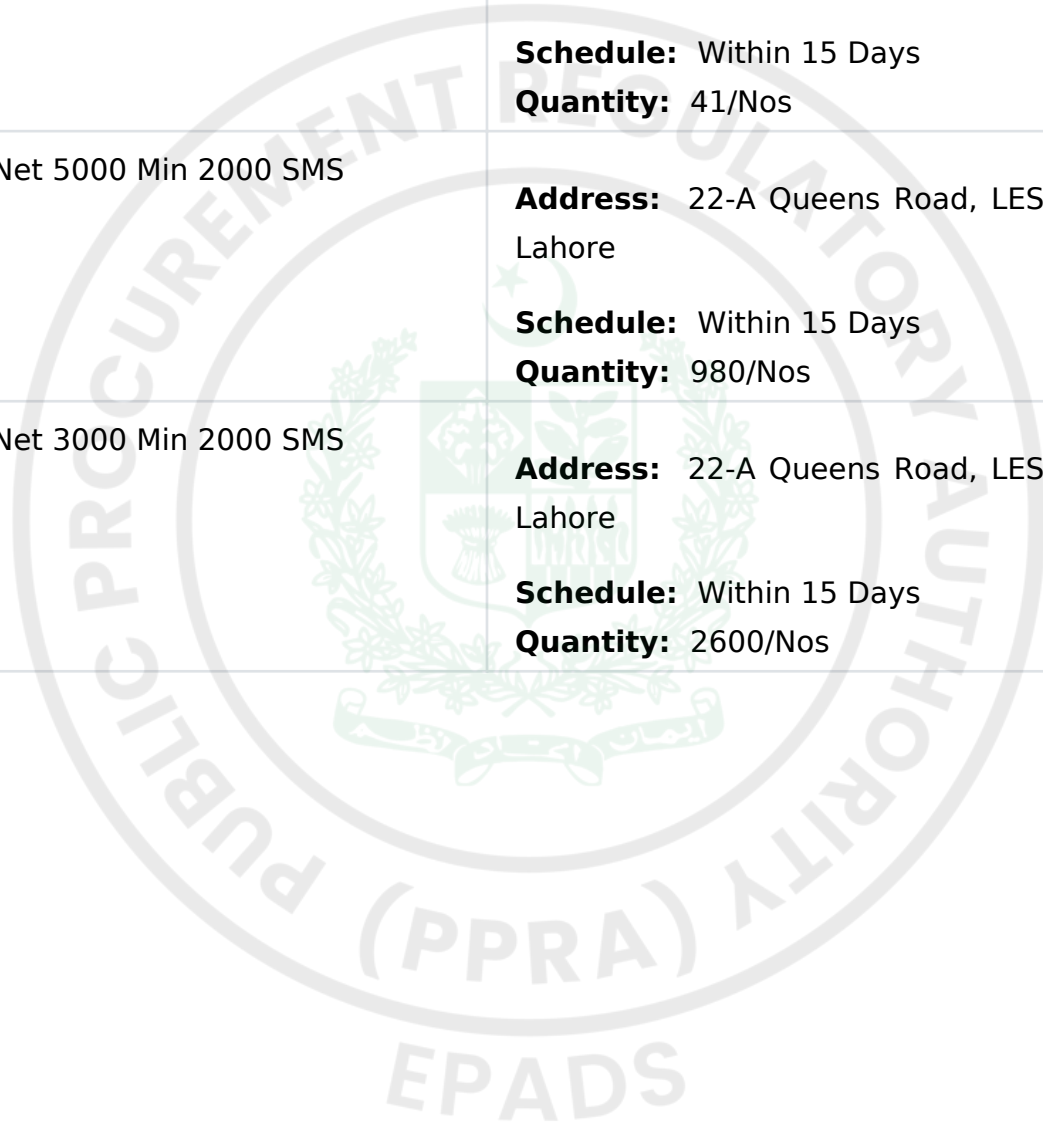 Schedule: Within 15 Days
Quantity: 41/Nos
Net 5000 Min 2000 SMS
Address: 22-A Queens Road, LES
Lahore
Schedule: Within 15 Days
Quantity: 980/Nos
Net 3000 Min 2000 SMS
Address: 22-A Queens Road, LES
Lahore
Schedule: Within 15 Days
Quantity: 2600/Nos
PUBLIC PROCUREMENT REGULATORY AUTHORITY
(PPRA)
EPADS